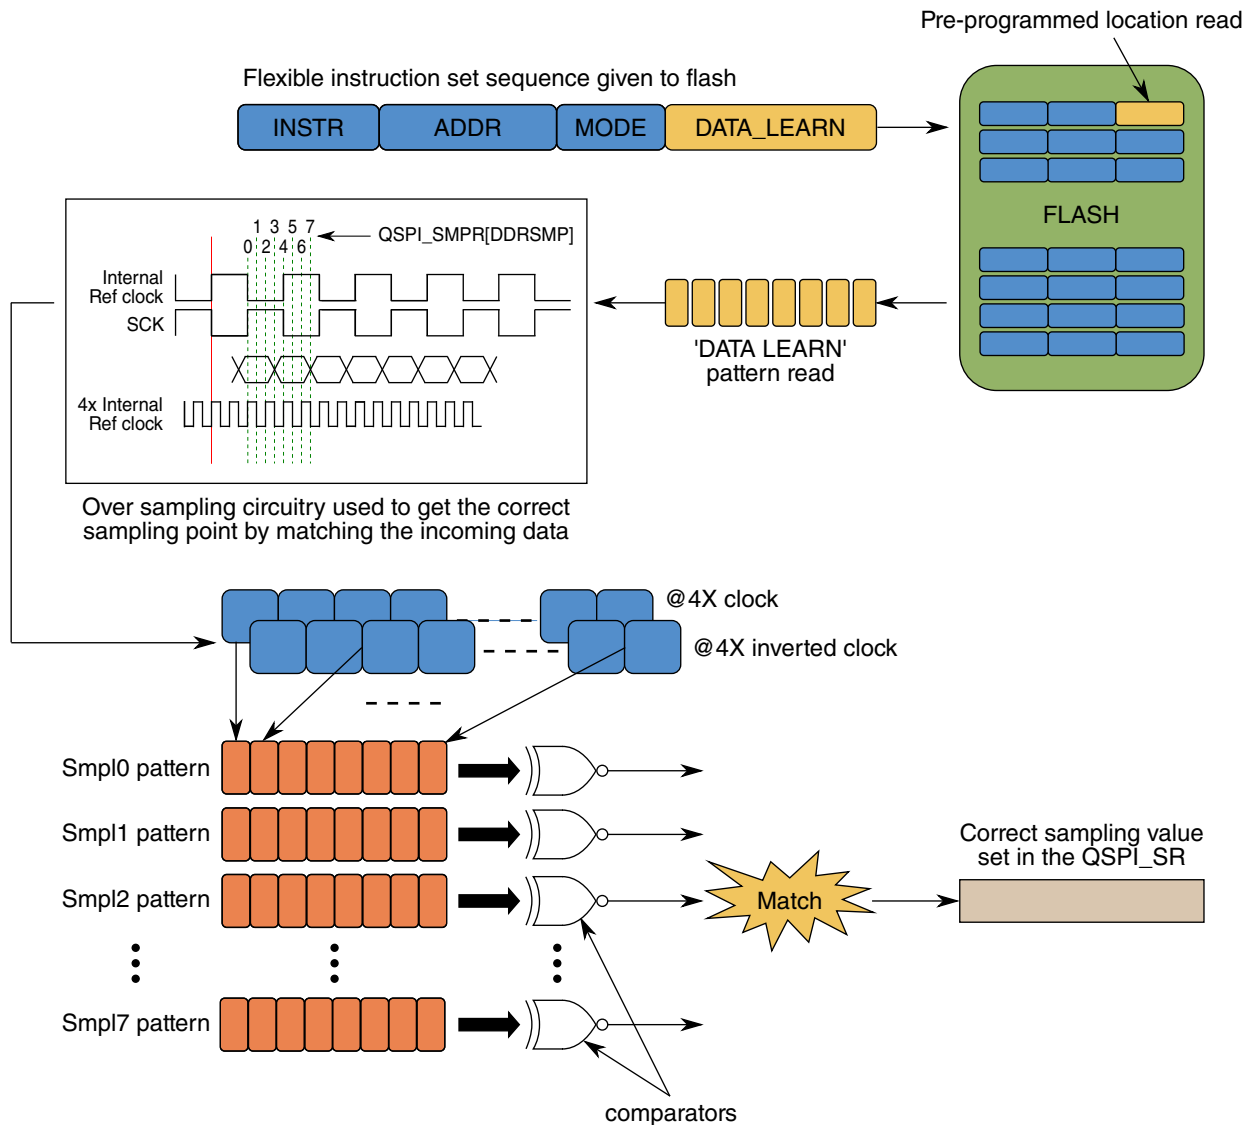 Pre-programmed location read
Flexible instruction set sequence given to flash
INSTR
ADDR
MODE
DATA_LEARN
FLASH
1 3 5 7
0 2 4 6
QSPI_SMPR[DDRSMP]
Internal
Ref clock
SCK
4x Internal
Ref clock
'DATA LEARN'
pattern read
Over sampling circuitry used to get the correct
sampling point by matching the incoming data
@4X clock
@4X inverted clock
Smpl0 pattern
Smpl1 pattern
Smpl2 pattern
Match
Correct sampling value
set in the QSPI_SR
Smpl7 pattern
comparators